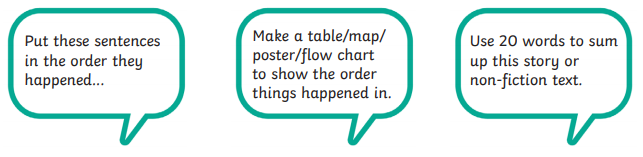 Put these sentences
in the order they
happened...
Make a table/map/
poster/flow chart
to show the order
things happened in.
Use 20 words to sum
up this story or
non-fiction text.